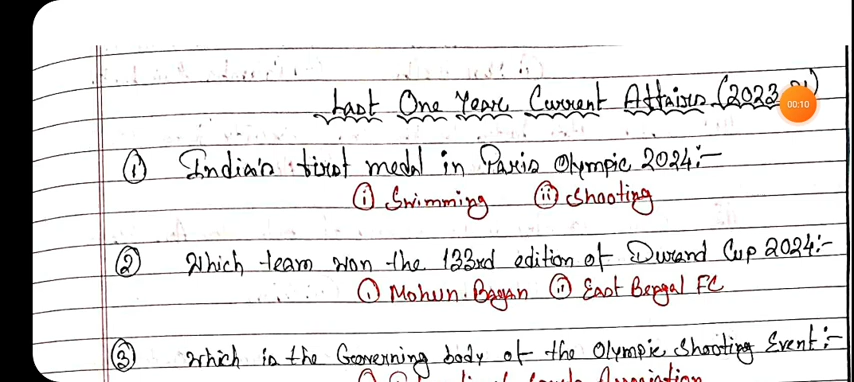 Last One Year Current Affairs (2023
00:10
① India's first medal in Paris Olympic 2024:-
ⓘ Swimming ⓘⓘ Shooting
② Which team won the 133rd edition of Durand Cup 2024:-
ⓘ Mohun Bagan ⓘⓘ East Bengal FC
③ Which is the Governing body of the Olympic Shooting Event:-
Association